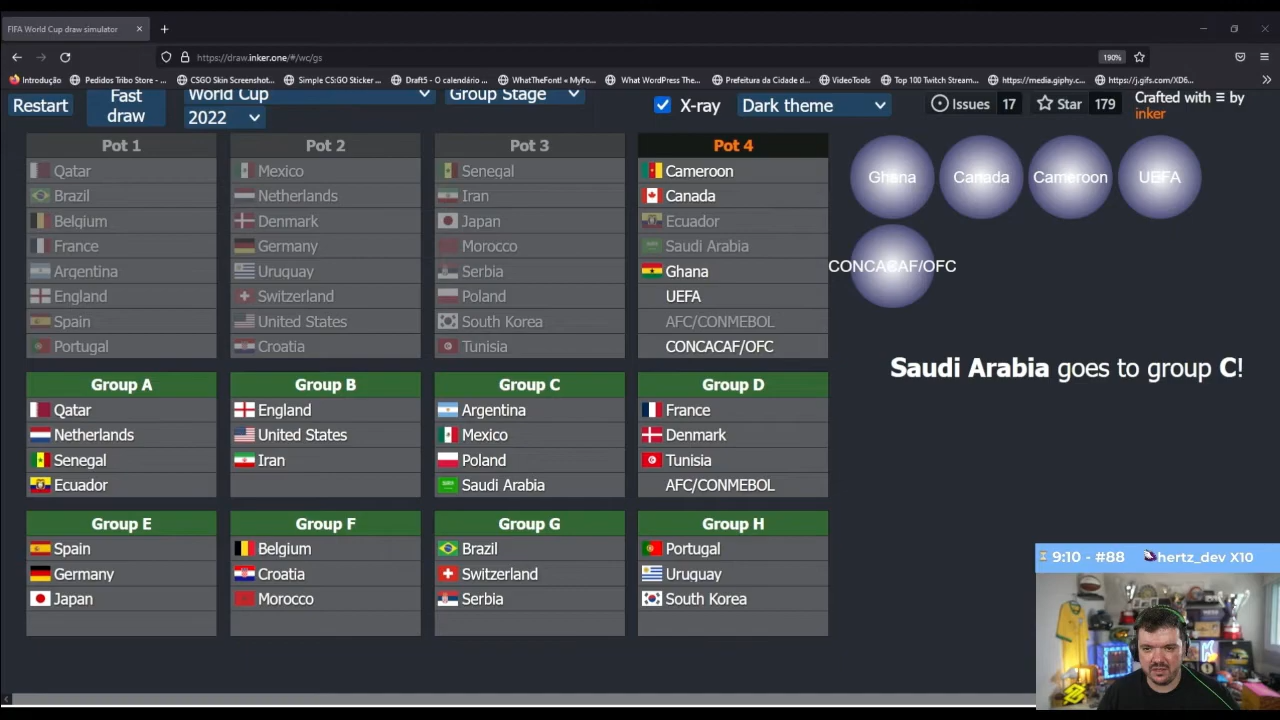 FIFA World Cup draw simulator
https://draw.inker.one/#/wc/gs
190%
Introdução
Pedidos Tribo Store - ...
CSGO Skin Screenshot...
Simple CS:GO Sticker ...
Draft5 - O calendário ...
WhatTheFont! « MyFo...
What WordPress The...
Prefeitura da Cidade d...
VideoTools
Top 100 Twitch Stream...
https://media.giphy.c...
https://j.gifs.com/XD6...
Restart
Fast
draw
World Cup
2022
Group Stage
X-ray
Dark theme
Issues 17
Star 179
Crafted with ☰ by
inker
Pot 1
Qatar
Brazil
Belgium
France
Argentina
England
Spain
Portugal
Pot 2
Mexico
Netherlands
Denmark
Germany
Uruguay
Switzerland
United States
Croatia
Pot 3
Senegal
Iran
Japan
Morocco
Serbia
Poland
South Korea
Tunisia
Pot 4
Cameroon
Canada
Ecuador
Saudi Arabia
Ghana
UEFA
AFC/CONMEBOL
CONCACAF/OFC
Ghana
Canada
Cameroon
UEFA
CONCACAF/OFC
Saudi Arabia goes to group C!
Group A
Qatar
Netherlands
Senegal
Ecuador
Group B
England
United States
Iran
Group C
Argentina
Mexico
Poland
Saudi Arabia
Group D
France
Denmark
Tunisia
AFC/CONMEBOL
Group E
Spain
Germany
Japan
Group F
Belgium
Croatia
Morocco
Group G
Brazil
Switzerland
Serbia
Group H
Portugal
Uruguay
South Korea
9:10 - #88
hertz_dev X10